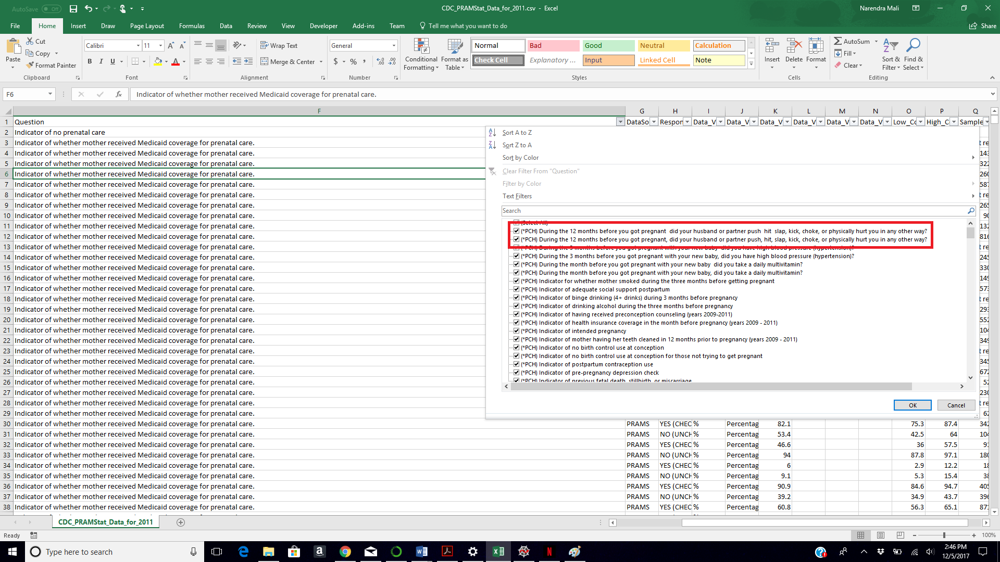 AutoSave Off
CDC_PRAMStat_Data_for_2011.csv - Excel
Narendra Mali
File Home Insert Draw Page Layout Formulas Data Review View Developer Add-ins Team Tell me what you want to do Share
Paste
Cut
Copy
Format Painter
Clipboard
Calibri 11
B I U
Font
Wrap Text
Merge & Center
Alignment
General
$ % ,
Number
Conditional Formatting
Format as Table
Normal Bad Good Neutral Calculation
Check Cell Explanatory ... Input Linked Cell Note
Styles
Insert Delete Format
Cells
AutoSum
Fill
Clear
Sort & Filter
Find & Select
Editing
F6 fx Indicator of whether mother received Medicaid coverage for prenatal care.
F G H I J K L M N O P Q
1 Question DataSo Respon Data_V Data_V Data_V Data_V Data_V Data_V Low_Co High_C Sample
2 Indicator of no prenatal care
3 Indicator of whether mother received Medicaid coverage for prenatal care. t re
4 Indicator of whether mother received Medicaid coverage for prenatal care. 143
5 Indicator of whether mother received Medicaid coverage for prenatal care. 322
6 Indicator of whether mother received Medicaid coverage for prenatal care. 260
7 Indicator of whether mother received Medicaid coverage for prenatal care. 587
8 Indicator of whether mother received Medicaid coverage for prenatal care. t re
9 Indicator of whether mother received Medicaid coverage for prenatal care. 265
10 Indicator of whether mother received Medicaid coverage for prenatal care. 90
11 Indicator of whether mother received Medicaid coverage for prenatal care. 132
12 Indicator of whether mother received Medicaid coverage for prenatal care. 816
13 Indicator of whether mother received Medicaid coverage for prenatal care. t re
14 Indicator of whether mother received Medicaid coverage for prenatal care. 245
15 Indicator of whether mother received Medicaid coverage for prenatal care. 330
16 Indicator of whether mother received Medicaid coverage for prenatal care. 149
17 Indicator of whether mother received Medicaid coverage for prenatal care. 573
18 Indicator of whether mother received Medicaid coverage for prenatal care. t re
19 Indicator of whether mother received Medicaid coverage for prenatal care. 293
20 Indicator of whether mother received Medicaid coverage for prenatal care. 552
21 Indicator of whether mother received Medicaid coverage for prenatal care. 104
22 Indicator of whether mother received Medicaid coverage for prenatal care. 349
23 Indicator of whether mother received Medicaid coverage for prenatal care. t re
24 Indicator of whether mother received Medicaid coverage for prenatal care. 345
25 Indicator of whether mother received Medicaid coverage for prenatal care. 672
26 Indicator of whether mother received Medicaid coverage for prenatal care. 52
27 Indicator of whether mother received Medicaid coverage for prenatal care. 230
28 Indicator of whether mother received Medicaid coverage for prenatal care. t re
29 Indicator of whether mother received Medicaid coverage for prenatal care. 62
30 Indicator of whether mother received Medicaid coverage for prenatal care. PRAMS YES (CHEC % Percentag 82.1 75.3 87.4 342
31 Indicator of whether mother received Medicaid coverage for prenatal care. PRAMS NO (UNCH % Percentag 53.4 42.5 64 104
32 Indicator of whether mother received Medicaid coverage for prenatal care. PRAMS YES (CHEC % Percentag 46.6 36 57.5 91
33 Indicator of whether mother received Medicaid coverage for prenatal care. PRAMS NO (UNCH % Percentag 94 87.8 97.1 180
34 Indicator of whether mother received Medicaid coverage for prenatal care. PRAMS YES (CHEC % Percentag 6 2.9 12.2 18
35 Indicator of whether mother received Medicaid coverage for prenatal care. PRAMS NO (UNCH % Percentag 9.1 5.3 15.4 38
36 Indicator of whether mother received Medicaid coverage for prenatal care. PRAMS YES (CHEC % Percentag 90.9 84.6 94.7 405
37 Indicator of whether mother received Medicaid coverage for prenatal care. PRAMS NO (UNCH % Percentag 39.2 34.9 43.7 396
38 Indicator of whether mother received Medicaid coverage for prenatal care. PRAMS YES (CHEC % Percentag 60.8 56.3 65.1 871
Sort A to Z
Sort Z to A
Sort by Color
Clear Filter From "Question"
Filter by Color
Text Filters
Search
(Select All)
(*PCH) During the 12 months before you got pregnant did your husband or partner push hit slap, kick, choke, or physically hurt you in any other way?
(*PCH) During the 12 months before you got pregnant, did your husband or partner push, hit, slap, kick, choke, or physically hurt you in any other way?
(*PCH) During the 3 months before you got pregnant with your new baby did you have high blood pressure (hypertension)?
(*PCH) During the 3 months before you got pregnant with your new baby, did you have high blood pressure (hypertension)?
(*PCH) During the month before you got pregnant with your new baby did you take a daily multivitamin?
(*PCH) During the month before you got pregnant with your new baby, did you take a daily multivitamin?
(*PCH) Indicator for whether mother smoked during the three months before getting pregnant
(*PCH) Indicator of adequate social support postpartum
(*PCH) Indicator of binge drinking (4+ drinks) during 3 months before pregnancy
(*PCH) Indicator of drinking alcohol during the three months before pregnancy
(*PCH) Indicator of having received preconception counseling (years 2009-2011)
(*PCH) Indicator of health insurance coverage in the month before pregnancy (years 2009 - 2011)
(*PCH) Indicator of intended pregnancy
(*PCH) Indicator of mother having her teeth cleaned in 12 months prior to pregnancy (years 2009 - 2011)
(*PCH) Indicator of no birth control use at conception
(*PCH) Indicator of no birth control use at conception for those not trying to get pregnant
(*PCH) Indicator of postpartum contraception use
(*PCH) Indicator of pre-pregnancy depression check
(*PCH) Indicator of previous fetal death, stillbirth, or miscarriage
OK Cancel
CDC_PRAMStat_Data_for_2011
Ready
100%
Type here to search
2:46 PM
12/5/2017